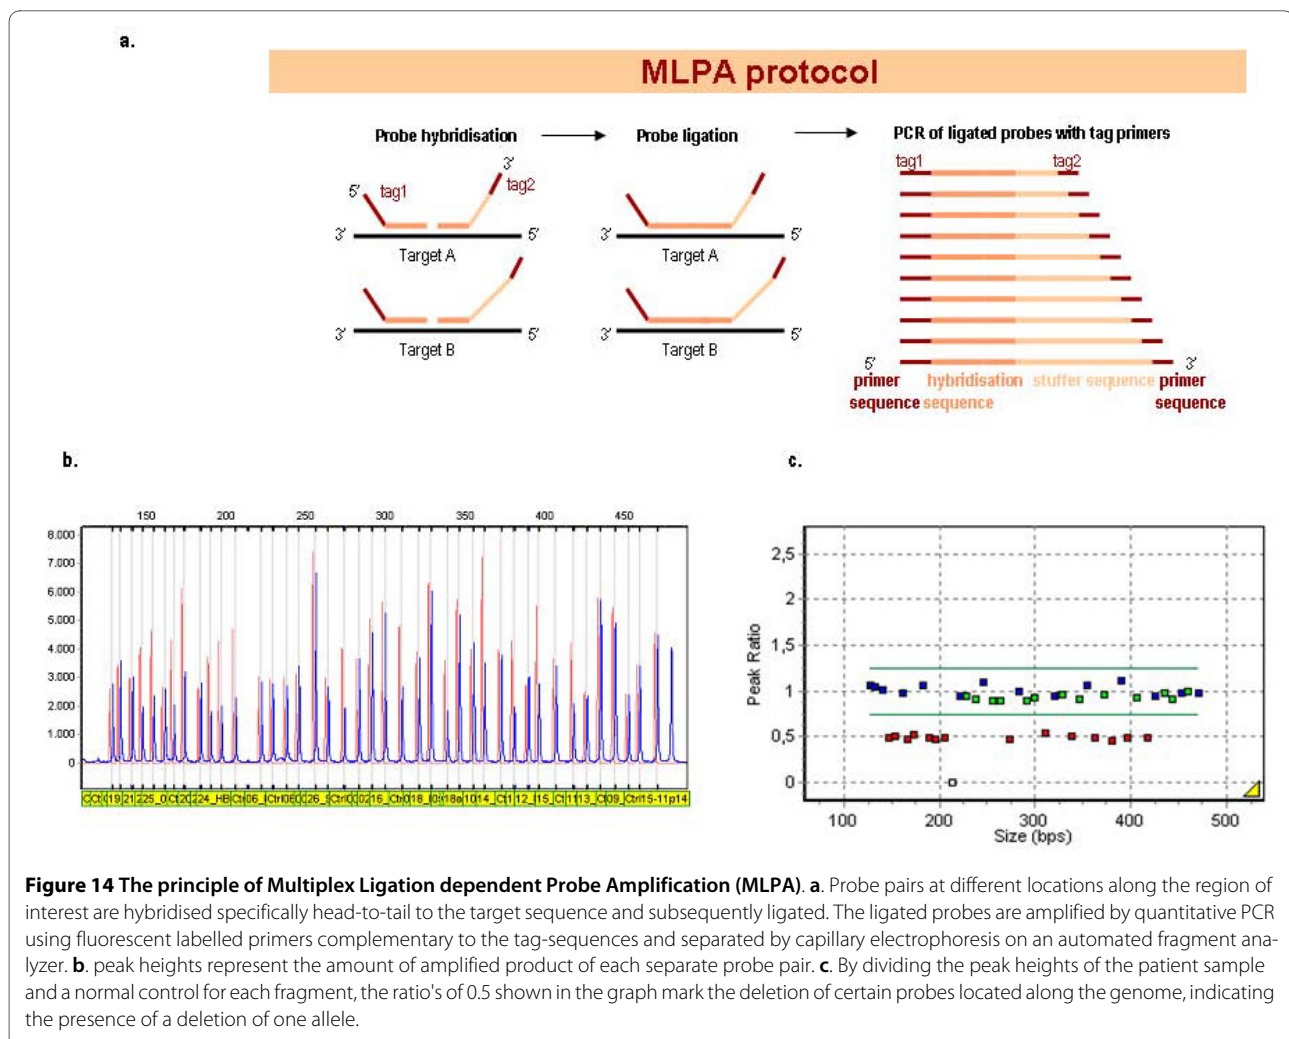 a.
MLPA protocol
Probe hybridisation
Probe ligation
PCR of ligated probes with tag primers
3'
5'
tag1
tag2
3'
5'
Target A
3'
5'
Target B
3'
5'
Target A
3'
5'
Target B
tag1
tag2
5'
3'
primer sequence
hybridisation sequence
stuffer sequence
primer sequence
b.
150 200 250 300 350 400 450
8.000
7.000
6.000
5.000
4.000
3.000
2.000
1.000
0
c.
Peak Ratio
2,5
2
1,5
1
0,5
0
100 200 300 400 500
Size (bps)
Figure 14 The principle of Multiplex Ligation dependent Probe Amplification (MLPA). a. Probe pairs at different locations along the region of
interest are hybridised specifically head-to-tail to the target sequence and subsequently ligated. The ligated probes are amplified by quantitative PCR
using fluorescent labelled primers complementary to the tag-sequences and separated by capillary electrophoresis on an automated fragment ana-
lyzer. b. peak heights represent the amount of amplified product of each separate probe pair. c. By dividing the peak heights of the patient sample
and a normal control for each fragment, the ratio's of 0.5 shown in the graph mark the deletion of certain probes located along the genome, indicating
the presence of a deletion of one allele.